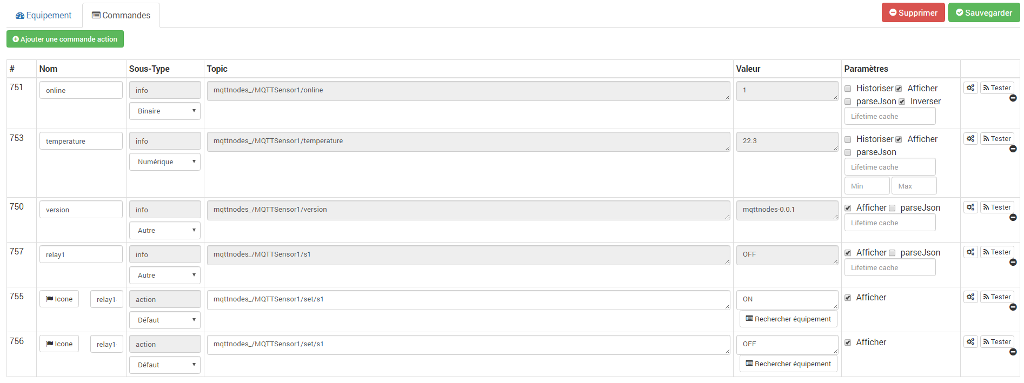 Equipement Commandes Supprimer Sauvegarder
Ajouter une commande action
# Nom Sous-Type Topic Valeur Paramètres
751 online info mqttnodes_/MQTTSensor1/online 1 Historiser Afficher Tester
Binaire parseJson Inverser
Lifetime cache
753 temperature info mqttnodes_/MQTTSensor1/temperature 22.3 Historiser Afficher Tester
Numérique parseJson
Lifetime cache
Min Max
750 version info mqttnodes_/MQTTSensor1/version mqttnodes-0.0.1 Afficher parseJson Tester
Autre Lifetime cache
757 relay1 info mqttnodes_/MQTTSensor1/s1 OFF Afficher parseJson Tester
Autre Lifetime cache
755 Icone relay1 action mqttnodes_/MQTTSensor1/set/s1 ON Afficher Tester
Défaut Rechercher équipement
756 Icone relay1 action mqttnodes_/MQTTSensor1/set/s1 OFF Afficher Tester
Défaut Rechercher équipement